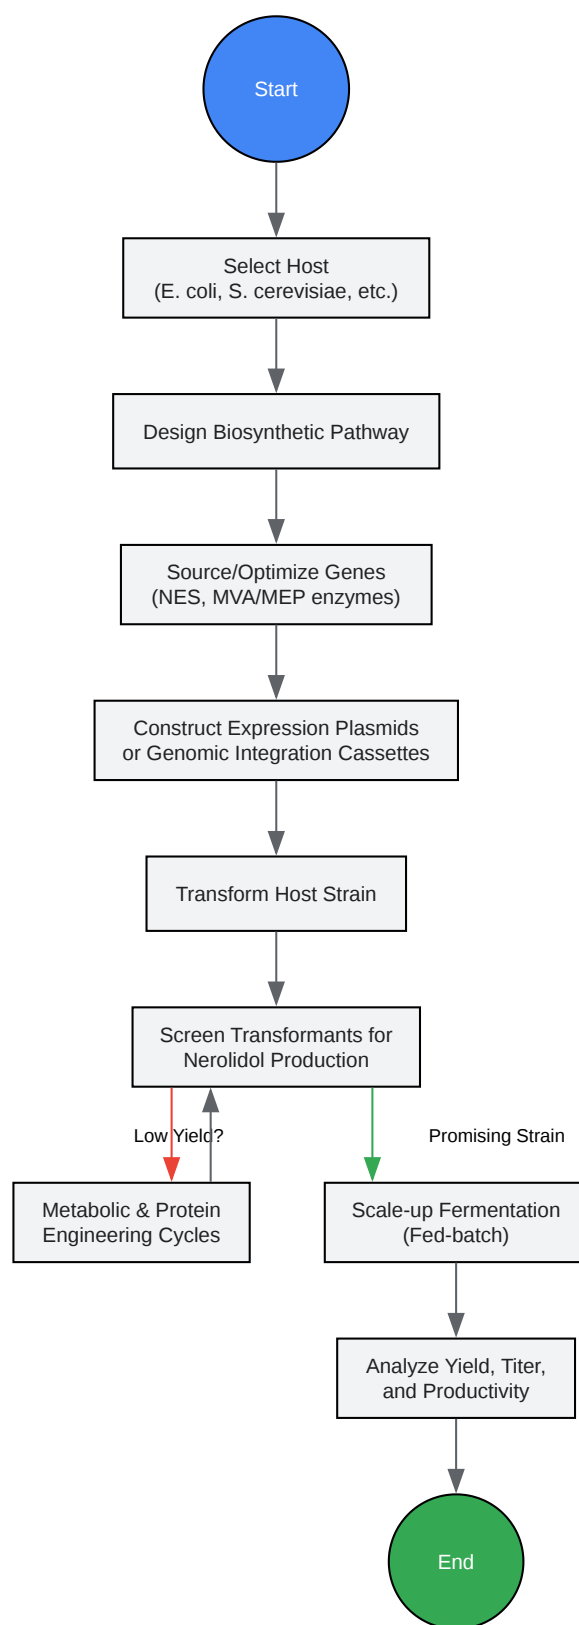 Start
Select Host
(E. coli, S. cerevisiae, etc.)
Design Biosynthetic Pathway
Source/Optimize Genes
(NES, MVA/MEP enzymes)
Construct Expression Plasmids
or Genomic Integration Cassettes
Transform Host Strain
Screen Transformants for
Nerolidol Production
Low Yield?
Promising Strain
Metabolic & Protein
Engineering Cycles
Scale-up Fermentation
(Fed-batch)
Analyze Yield, Titer,
and Productivity
End